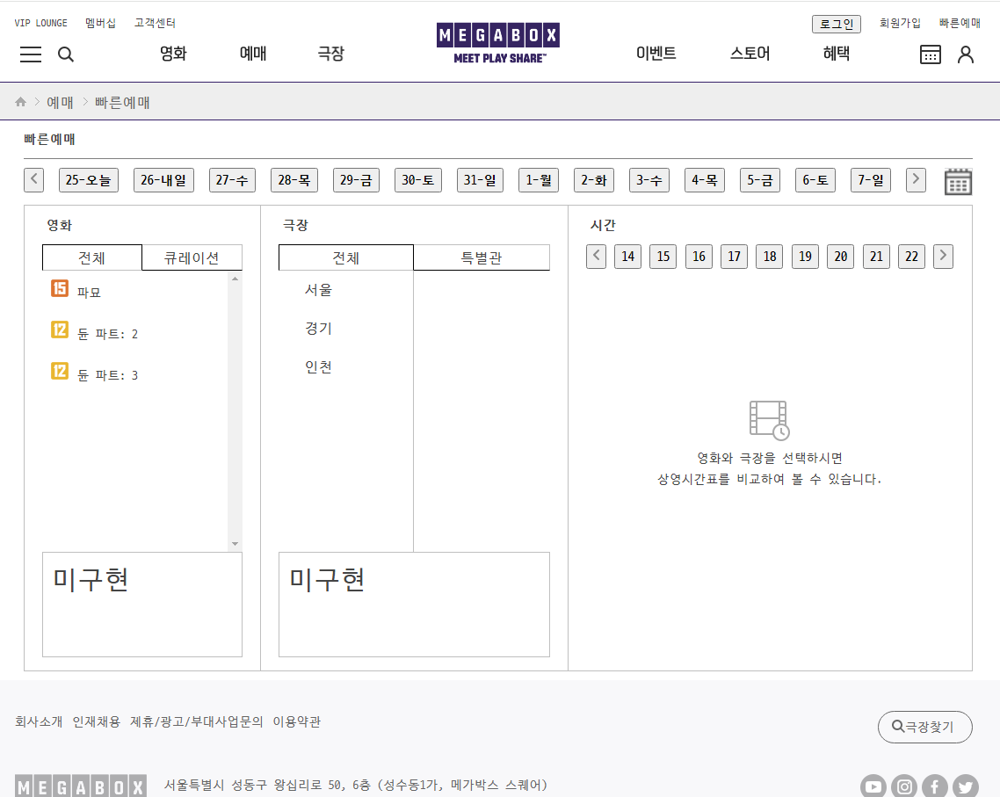 VIP LOUNGE 멤버십 고객센터
로그인 회원가입 빠른예매
영화 예매 극장
MEGABOX
MEET PLAY SHARE™
이벤트 스토어 혜택
예매 빠른예매
빠른예매
25-오늘 26-내일 27-수 28-목 29-금 30-토 31-일 1-월 2-화 3-수 4-목 5-금 6-토 7-일
영화 극장 시간
전체 큐레이션 전체 특별관
14 15 16 17 18 19 20 21 22
15 파묘
12 듄 파트: 2
12 듄 파트: 3
서울
경기
인천
영화와 극장을 선택하시면
상영시간표를 비교하여 볼 수 있습니다.
미구현 미구현
회사소개 인재채용 제휴/광고/부대사업문의 이용약관
극장찾기
MEGABOX 서울특별시 성동구 왕십리로 50, 6층 (성수동1가, 메가박스 스퀘어)